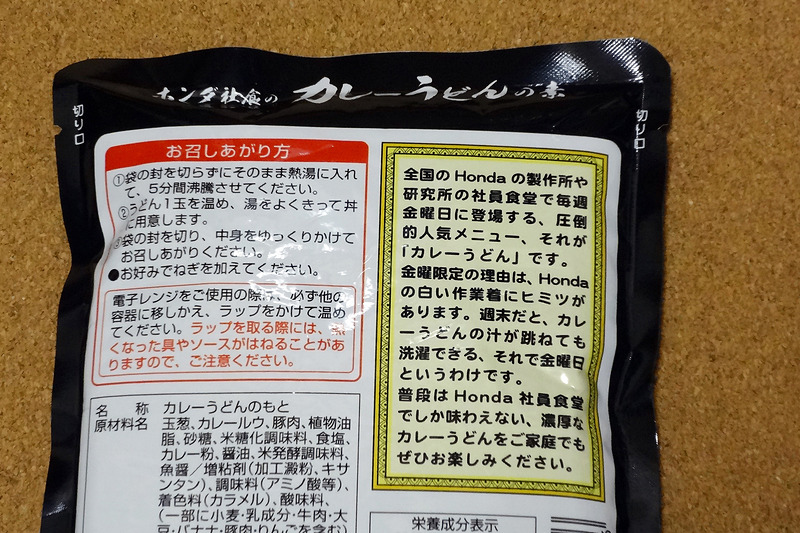 ホンダ社食のカレーうどんの素
切り口
切り口
お召しあがり方
①袋の封を切らずにそのまま熱湯に入れ
て、5分間沸騰させてください。
②うどん1玉を温め、湯をよくきって丼
に用意します。
③袋の封を切り、中身をゆっくりかけて
お召しあがりください。
●お好みでねぎを加えてください。
電子レンジをご使用の際は、必ず他の
容器に移しかえ、ラップをかけて温め
てください。ラップを取る際には、熱
くなった具やソースがはねることがあ
りますので、ご注意ください。
名 称 カレーうどんのもと
原材料名 玉葱、カレールウ、豚肉、植物油
脂、砂糖、米糖化調味料、食塩、
カレー粉、醤油、米発酵調味料、
魚醤／増粘剤(加工澱粉、キサ
ンタン)、調味料(アミノ酸等)、
着色料(カラメル)、酸味料、
(一部に小麦・乳成分・牛肉・大
豆・バナナ・豚肉・りんごを含む)
全国のHondaの製作所や
研究所の社員食堂で毎週
金曜日に登場する、圧倒
的人気メニュー、それが
「カレーうどん」です。
金曜限定の理由は、Honda
の白い作業着にヒミツが
あります。週末だと、カレ
ーうどんの汁が跳ねても
洗濯できる、それで金曜日
というわけです。
普段はHonda社員食堂
でしか味わえない、濃厚な
カレーうどんをご家庭でも
ぜひお楽しみください。
栄養成分表示